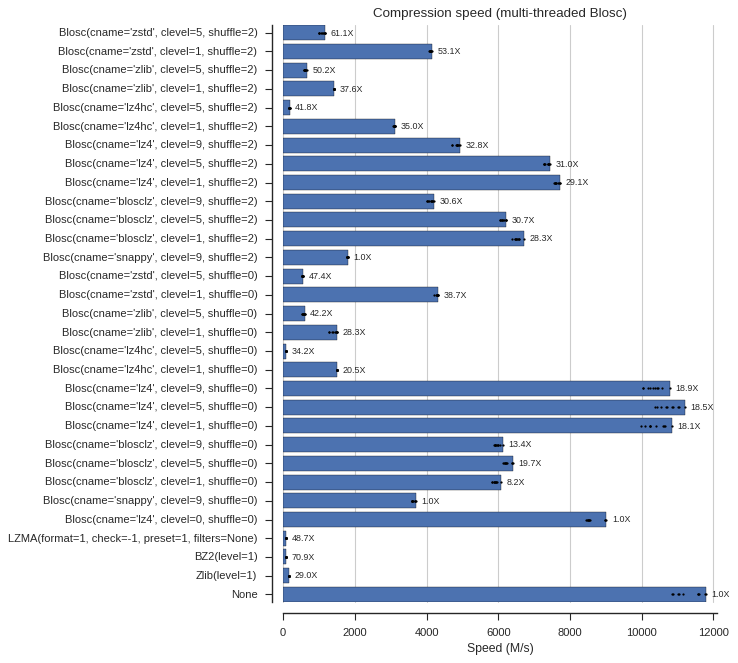 Compression speed (multi-threaded Blosc)
Blosc(cname='zstd', clevel=5, shuffle=2) 61.1X
Blosc(cname='zstd', clevel=1, shuffle=2) 53.1X
Blosc(cname='zlib', clevel=5, shuffle=2) 50.2X
Blosc(cname='zlib', clevel=1, shuffle=2) 37.6X
Blosc(cname='lz4hc', clevel=5, shuffle=2) 41.8X
Blosc(cname='lz4hc', clevel=1, shuffle=2) 35.0X
Blosc(cname='lz4', clevel=9, shuffle=2) 32.8X
Blosc(cname='lz4', clevel=5, shuffle=2) 31.0X
Blosc(cname='lz4', clevel=1, shuffle=2) 29.1X
Blosc(cname='blosclz', clevel=9, shuffle=2) 30.6X
Blosc(cname='blosclz', clevel=5, shuffle=2) 30.7X
Blosc(cname='blosclz', clevel=1, shuffle=2) 28.3X
Blosc(cname='snappy', clevel=9, shuffle=2) 1.0X
Blosc(cname='zstd', clevel=5, shuffle=0) 47.4X
Blosc(cname='zstd', clevel=1, shuffle=0) 38.7X
Blosc(cname='zlib', clevel=5, shuffle=0) 42.2X
Blosc(cname='zlib', clevel=1, shuffle=0) 28.3X
Blosc(cname='lz4hc', clevel=5, shuffle=0) 34.2X
Blosc(cname='lz4hc', clevel=1, shuffle=0) 20.5X
Blosc(cname='lz4', clevel=9, shuffle=0) 18.9X
Blosc(cname='lz4', clevel=5, shuffle=0) 18.5X
Blosc(cname='lz4', clevel=1, shuffle=0) 18.1X
Blosc(cname='blosclz', clevel=9, shuffle=0) 13.4X
Blosc(cname='blosclz', clevel=5, shuffle=0) 19.7X
Blosc(cname='blosclz', clevel=1, shuffle=0) 8.2X
Blosc(cname='snappy', clevel=9, shuffle=0) 1.0X
Blosc(cname='lz4', clevel=0, shuffle=0) 1.0X
LZMA(format=1, check=-1, preset=1, filters=None) 48.7X
BZ2(level=1) 70.9X
Zlib(level=1) 29.0X
None 1.0X
0 2000 4000 6000 8000 10000 12000
Speed (M/s)